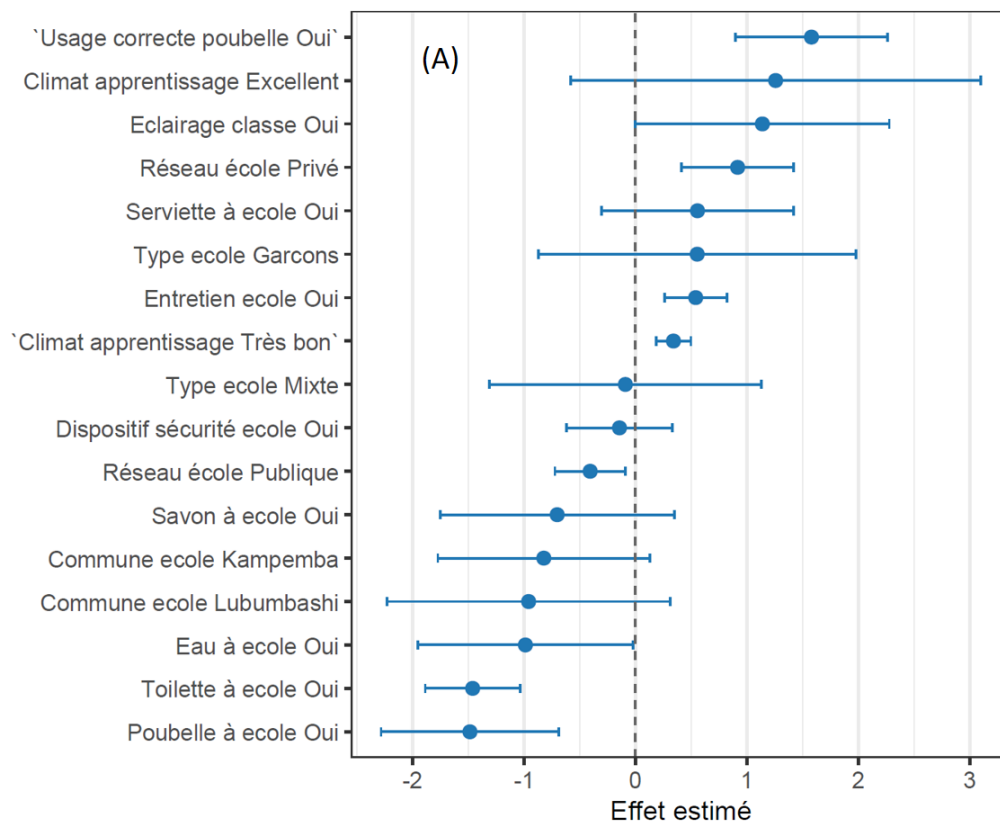 (A)
`Usage correcte poubelle Oui`
Climat apprentissage Excellent
Eclairage classe Oui
Réseau école Privé
Serviette à ecole Oui
Type ecole Garcons
Entretien ecole Oui
`Climat apprentissage Très bon`
Type ecole Mixte
Dispositif sécurité ecole Oui
Réseau école Publique
Savon à ecole Oui
Commune ecole Kampemba
Commune ecole Lubumbashi
Eau à ecole Oui
Toilette à ecole Oui
Poubelle à ecole Oui
-2 -1 0 1 2 3
Effet estimé